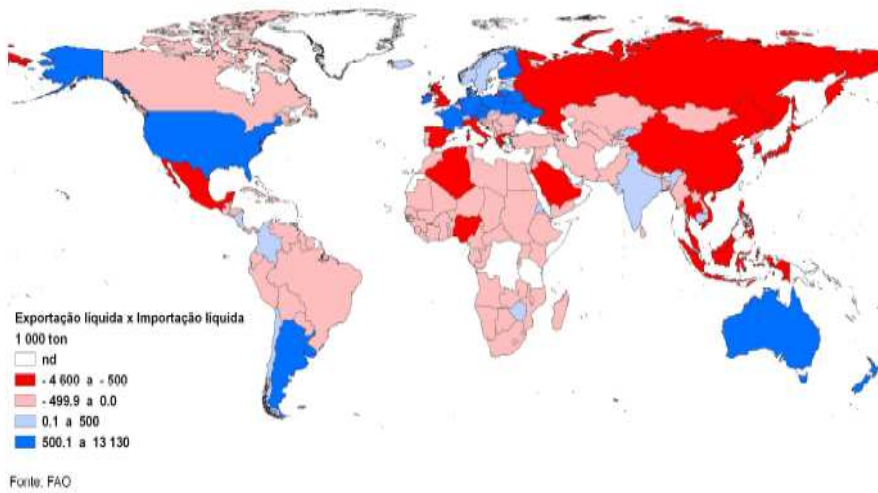 Exportação líquida x Importação líquida
1 000 ton
nd
- 4 600 a - 500
- 499.9 a 0.0
0.1 a 500
500.1 a 13 130
Fonte: FAO